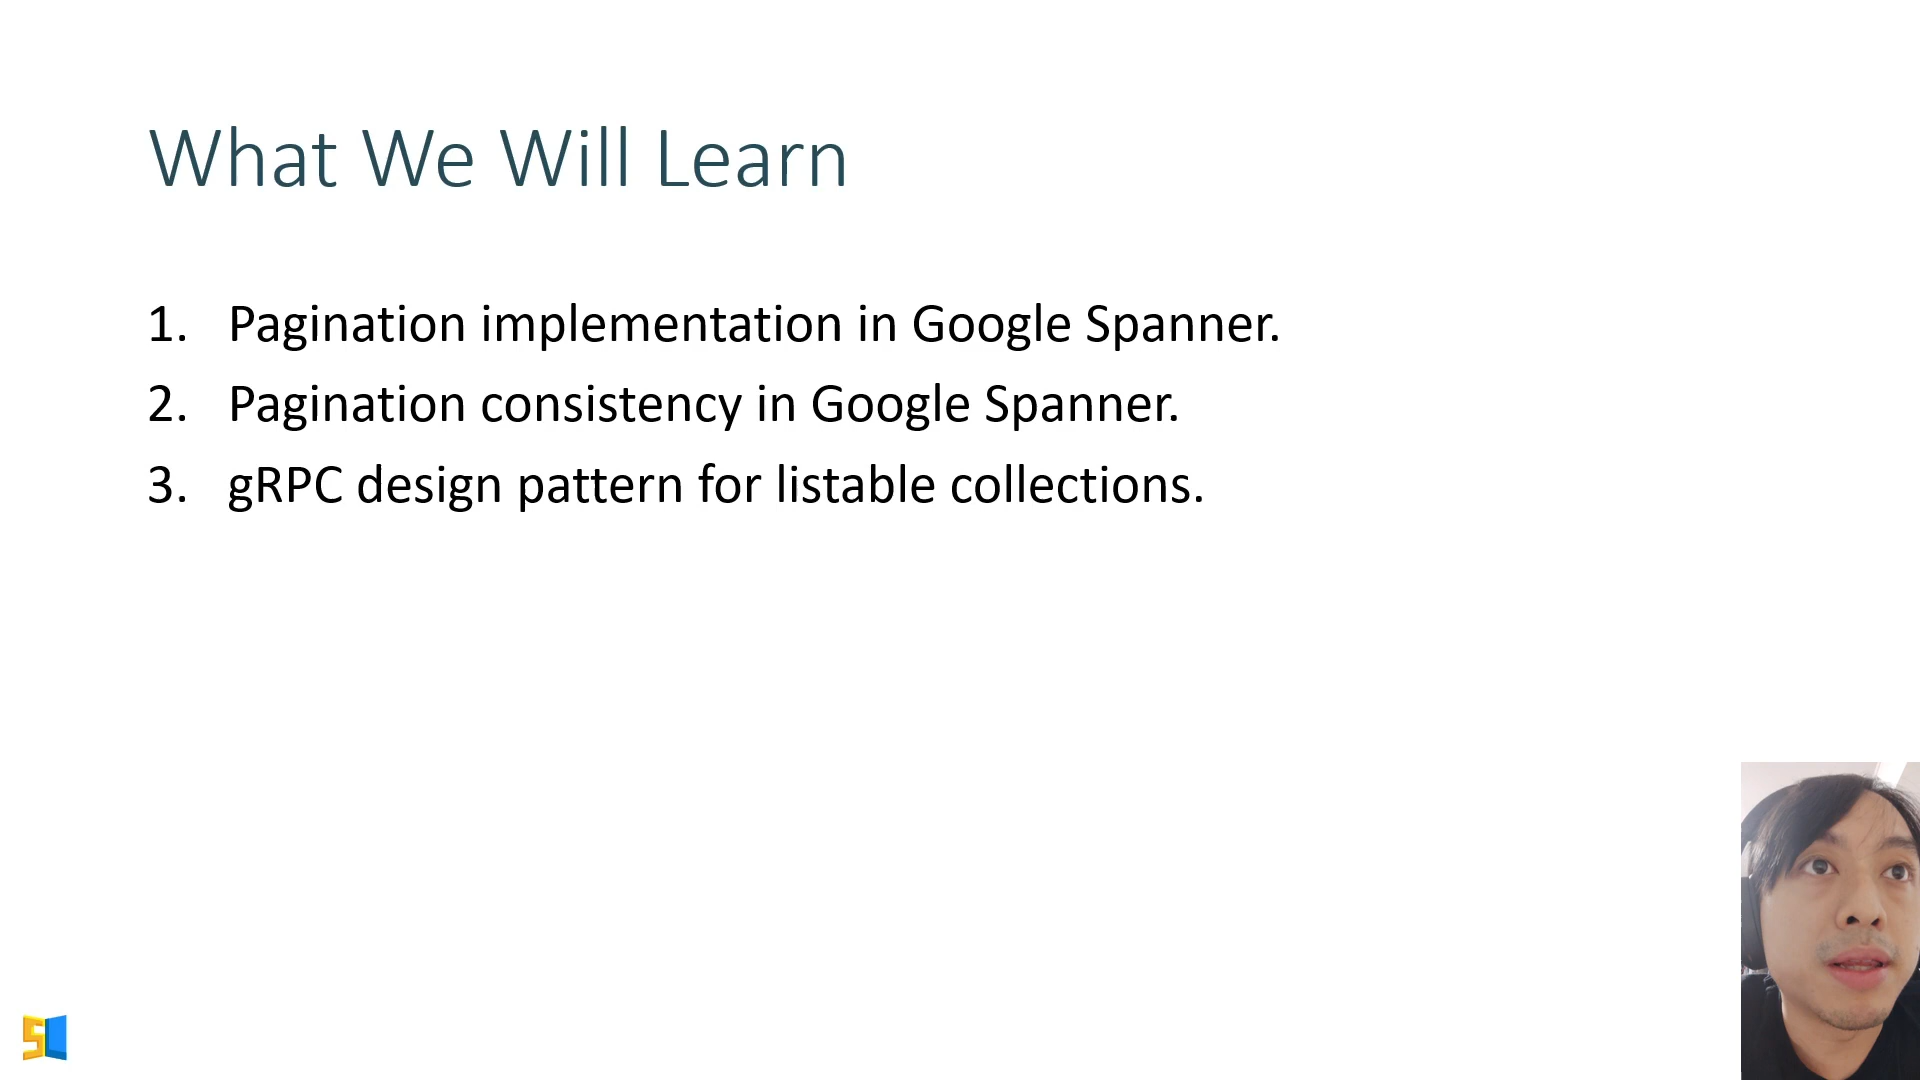 What We Will Learn
1. Pagination implementation in Google Spanner.
2. Pagination consistency in Google Spanner.
3. gRPC design pattern for listable collections.